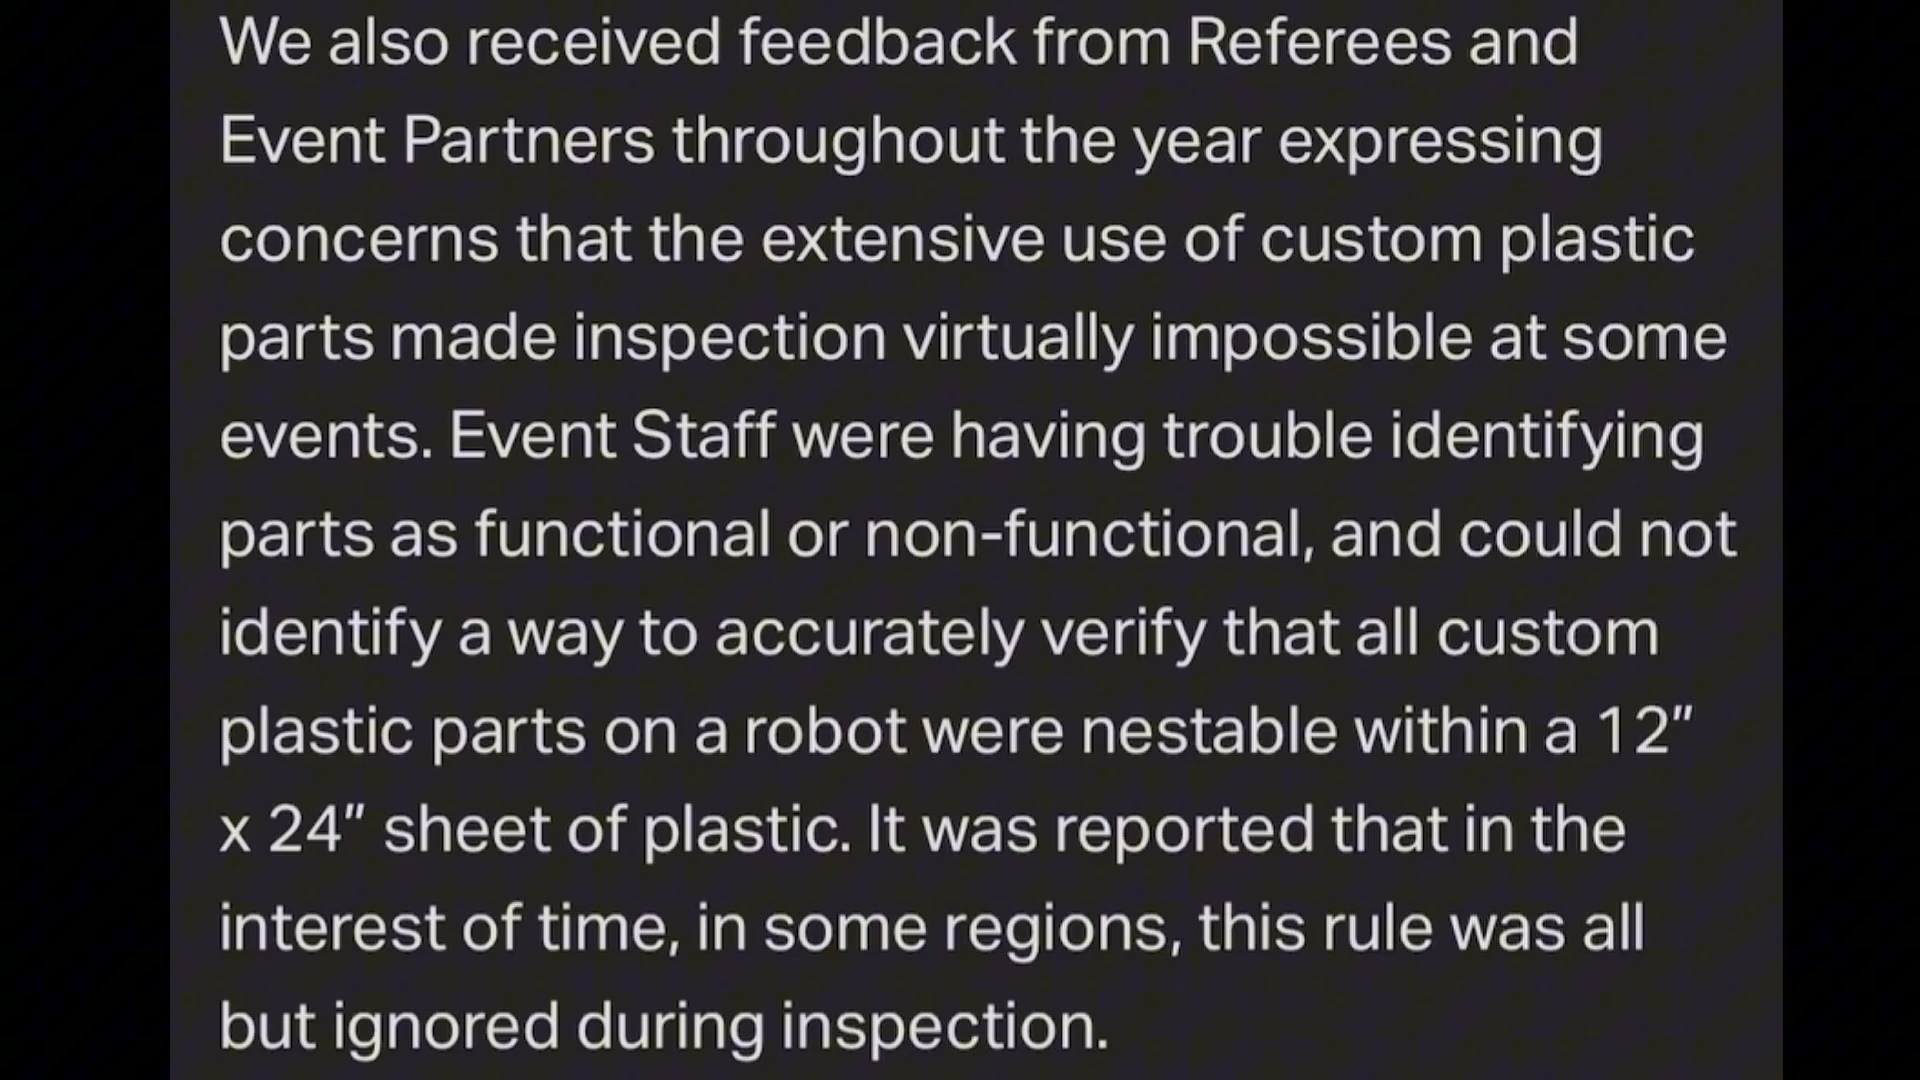 We also received feedback from Referees and
Event Partners throughout the year expressing
concerns that the extensive use of custom plastic
parts made inspection virtually impossible at some
events. Event Staff were having trouble identifying
parts as functional or non-functional, and could not
identify a way to accurately verify that all custom
plastic parts on a robot were nestable within a 12”
x 24” sheet of plastic. It was reported that in the
interest of time, in some regions, this rule was all
but ignored during inspection.